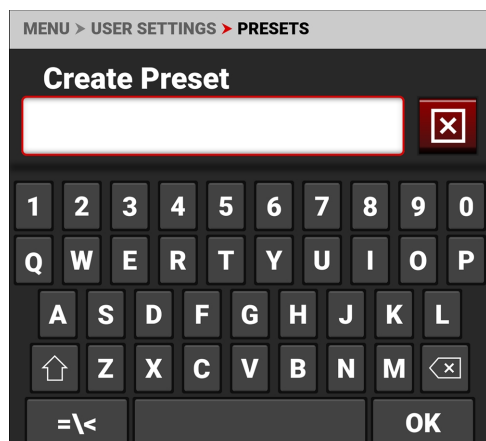 MENU > USER SETTINGS > PRESETS
Create Preset
1 2 3 4 5 6 7 8 9 0
Q W E R T Y U I O P
A S D F G H J K L
Z X C V B N M
=\< OK